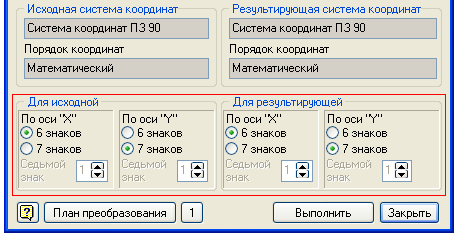 Исходная система координат
Результирующая система координат
Система координат ПЗ 90
Система координат ПЗ 90
Порядок координат
Порядок координат
Математический
Математический
Для исходной
Для результирующей
По оси "X"
По оси "Y"
По оси "X"
По оси "Y"
6 знаков
6 знаков
6 знаков
6 знаков
7 знаков
7 знаков
7 знаков
7 знаков
Седьмой знак 1
Седьмой знак 1
Седьмой знак 1
Седьмой знак 1
?
План преобразования
1
Выполнить
Закрыть